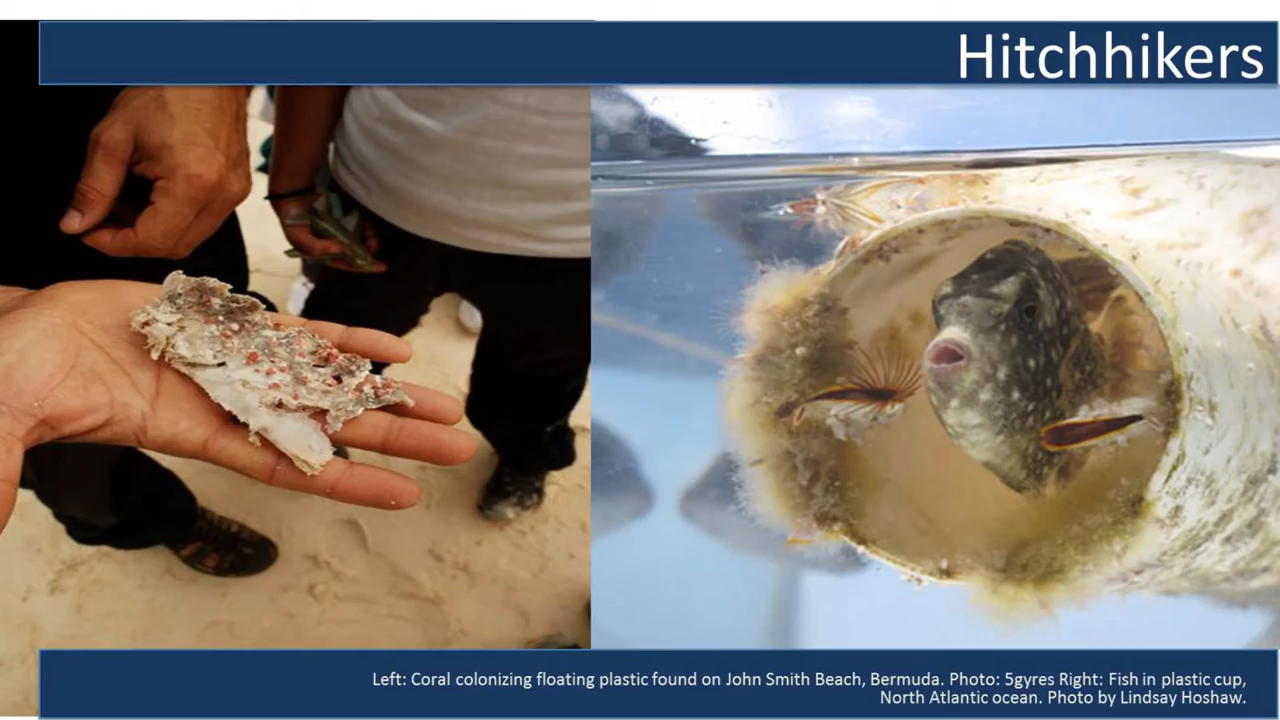 Hitchhikers
Left: Coral colonizing floating plastic found on John Smith Beach, Bermuda. Photo: 5gyres Right: Fish in plastic cup,
North Atlantic ocean. Photo by Lindsay Hoshaw.